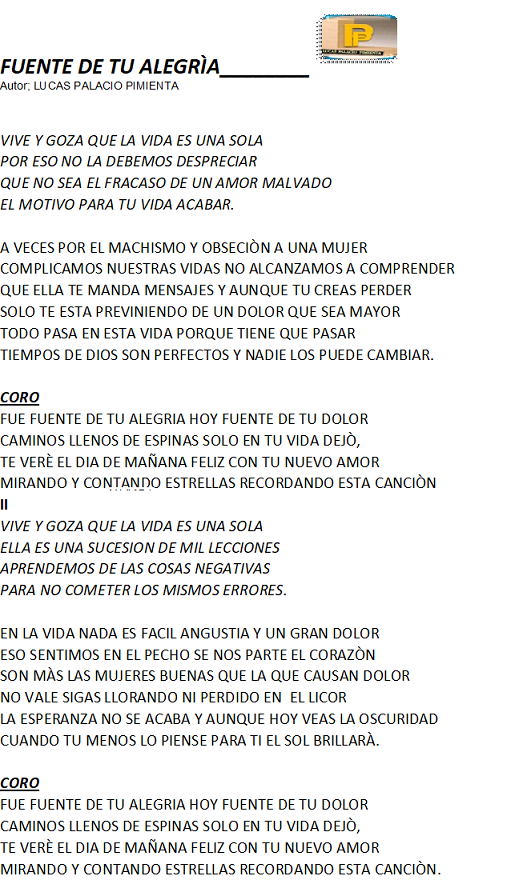 FUENTE DE TU ALEGRÌA________
LUCAS PALACIO PIMIENTA
Autor; LUCAS PALACIO PIMIENTA
VIVE Y GOZA QUE LA VIDA ES UNA SOLA
POR ESO NO LA DEBEMOS DESPRECIAR
QUE NO SEA EL FRACASO DE UN AMOR MALVADO
EL MOTIVO PARA TU VIDA ACABAR.
A VECES POR EL MACHISMO Y OBSECIÒN A UNA MUJER
COMPLICAMOS NUESTRAS VIDAS NO ALCANZAMOS A COMPRENDER
QUE ELLA TE MANDA MENSAJES Y AUNQUE TU CREAS PERDER
SOLO TE ESTA PREVINIENDO DE UN DOLOR QUE SEA MAYOR
TODO PASA EN ESTA VIDA PORQUE TIENE QUE PASAR
TIEMPOS DE DIOS SON PERFECTOS Y NADIE LOS PUEDE CAMBIAR.
CORO
FUE FUENTE DE TU ALEGRIA HOY FUENTE DE TU DOLOR
CAMINOS LLENOS DE ESPINAS SOLO EN TU VIDA DEJÒ,
TE VERÈ EL DIA DE MAÑANA FELIZ CON TU NUEVO AMOR
MIRANDO Y CONTANDO ESTRELLAS RECORDANDO ESTA CANCIÒN
II
VIVE Y GOZA QUE LA VIDA ES UNA SOLA
ELLA ES UNA SUCESION DE MIL LECCIONES
APRENDEMOS DE LAS COSAS NEGATIVAS
PARA NO COMETER LOS MISMOS ERRORES.
EN LA VIDA NADA ES FACIL ANGUSTIA Y UN GRAN DOLOR
ESO SENTIMOS EN EL PECHO SE NOS PARTE EL CORAZÒN
SON MÀS LAS MUJERES BUENAS QUE LA QUE CAUSAN DOLOR
NO VALE SIGAS LLORANDO NI PERDIDO EN  EL LICOR
LA ESPERANZA NO SE ACABA Y AUNQUE HOY VEAS LA OSCURIDAD
CUANDO TU MENOS LO PIENSE PARA TI EL SOL BRILLARÀ.
CORO
FUE FUENTE DE TU ALEGRIA HOY FUENTE DE TU DOLOR
CAMINOS LLENOS DE ESPINAS SOLO EN TU VIDA DEJÒ,
TE VERÈ EL DIA DE MAÑANA FELIZ CON TU NUEVO AMOR
MIRANDO Y CONTANDO ESTRELLAS RECORDANDO ESTA CANCIÒN.